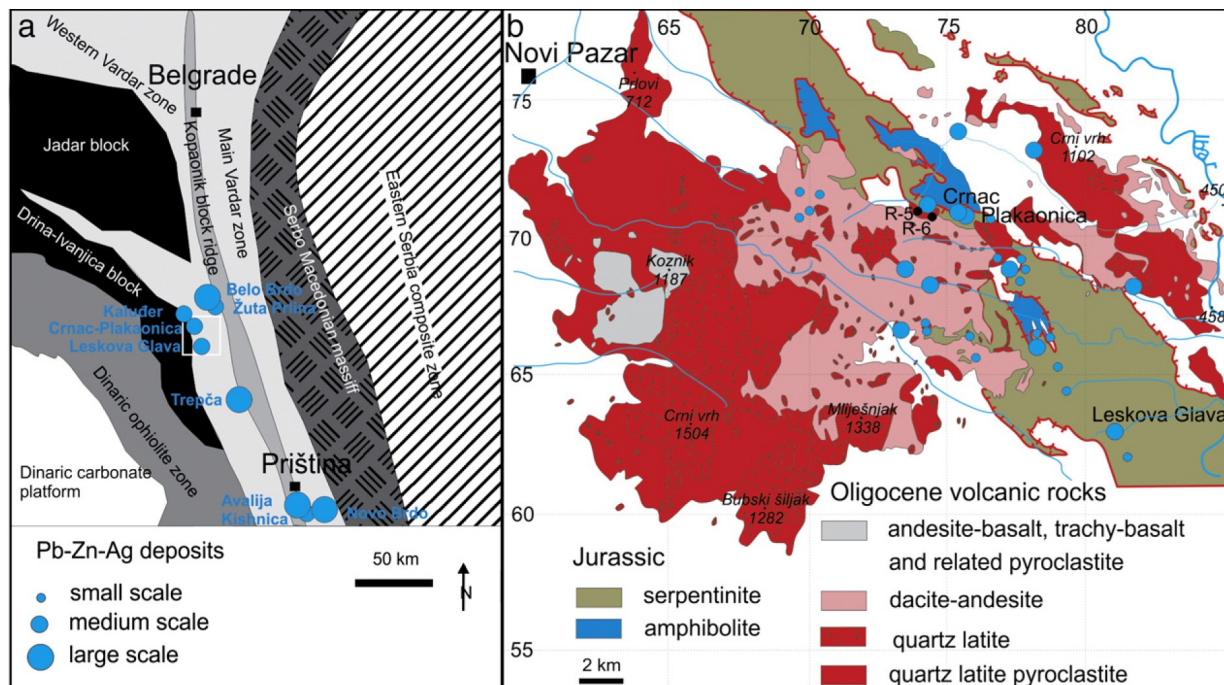 a
Western Vardar zone
Belgrade
Jadar block
Kopaonik block ridge
Main Vardar zone
Serbo Macedonian massiff
Eastern Serbia composite zone
Drina-Ivanjica block
Belo Brdo
Kaluđer
Žuta Prlina
Crnac-Plakaonica
Leskova Glava
Trepča
Dinaric ophiolite zone
Priština
Dinaric carbonate
platform
Avalija
Kishnica
Novo Brdo
Pb-Zn-Ag deposits
small scale
medium scale
large scale
50 km
N
b
65
70
75
80
Novi Pazar
75
Prlovi
712
Crni vrh
1102
Ibar
450
Crnac
R-5
Plakaonica
R-6
70
Koznik
1187
458
65
Crni vrh
1504
Mliješnjak
1338
Leskova Glava
Bubski šiljak
1282
60
55
Jurassic
serpentinite
amphibolite
2 km
Oligocene volcanic rocks
andesite-basalt, trachy-basalt
and related pyroclastite
dacite-andesite
quartz latite
quartz latite pyroclastite